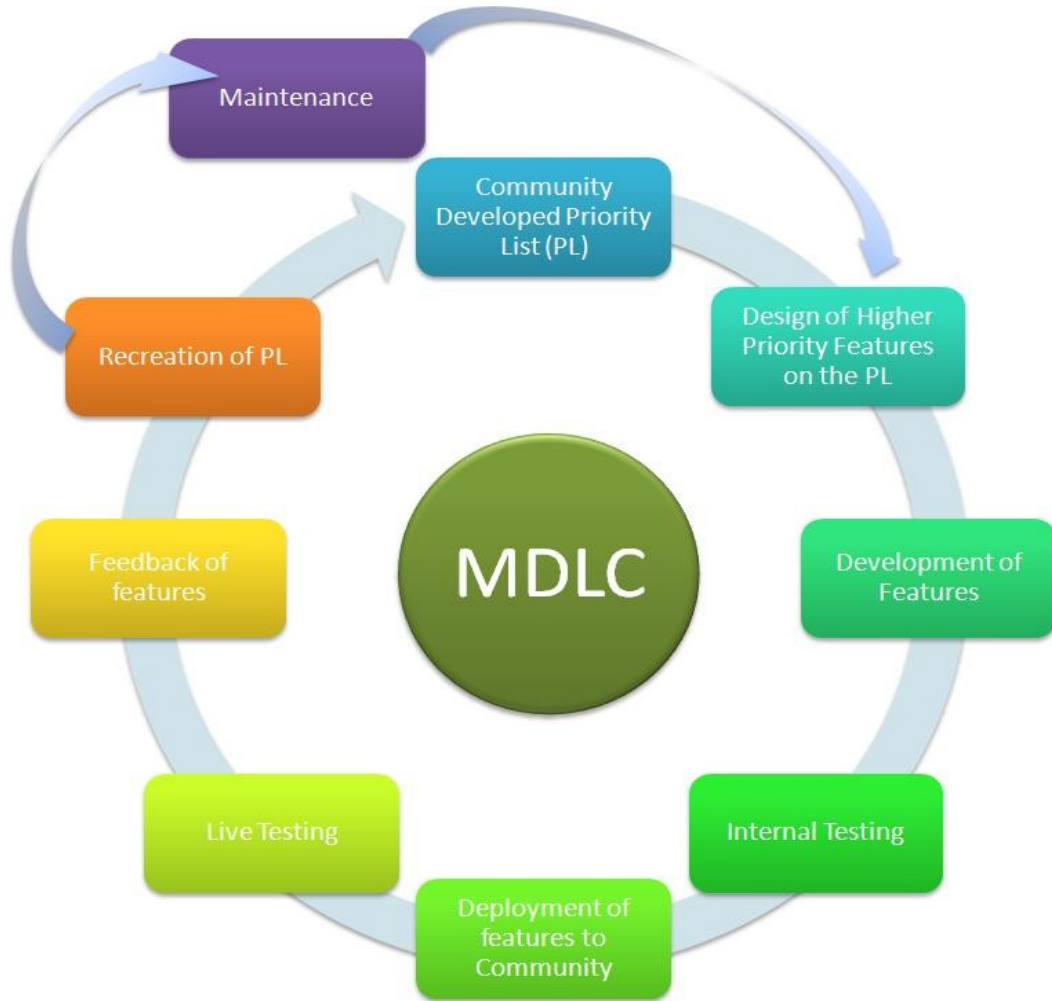 Maintenance
Community
Developed Priority
List (PL)
Design of Higher
Priority Features
on the PL
Recreation of PL
MDLC
Feedback of
features
Development of
Features
Live Testing
Internal Testing
Deployment of
features to
Community